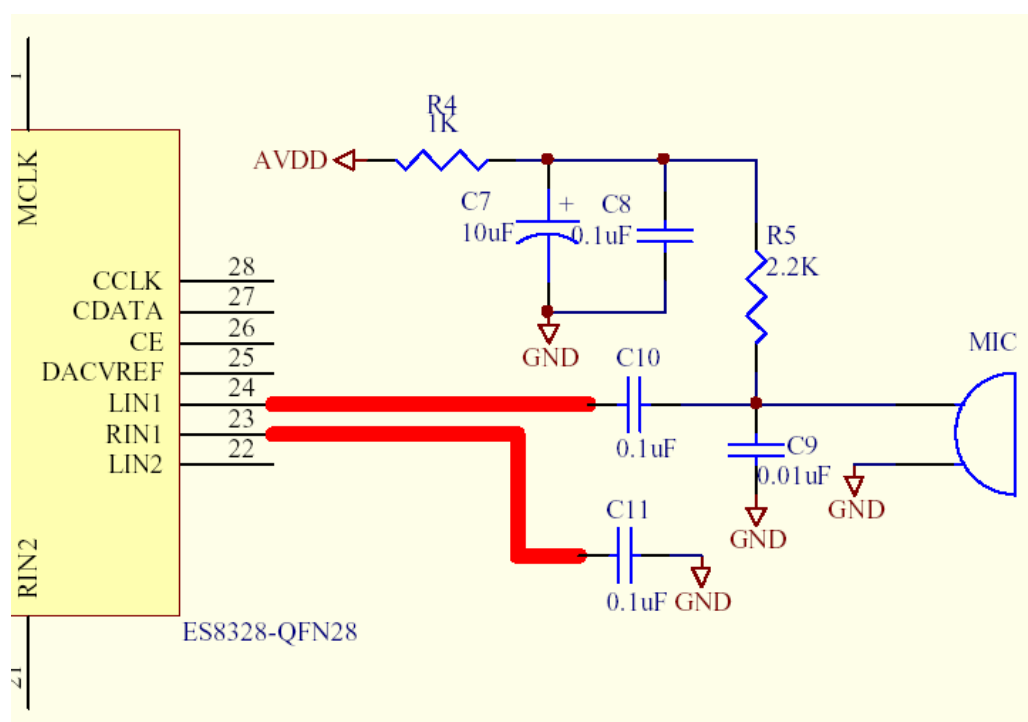 1
MCLK
R4
1K
AVDD
C7
+
10uF
C8
0.1uF
R5
2.2K
GND
CCLK
28
CDATA
27
CE
26
DACVREF
25
LIN1
24
RIN1
23
LIN2
22
C10
0.1uF
MIC
C9
0.01uF
GND
GND
C11
0.1uF
GND
RIN2
ES8328-QFN28
21